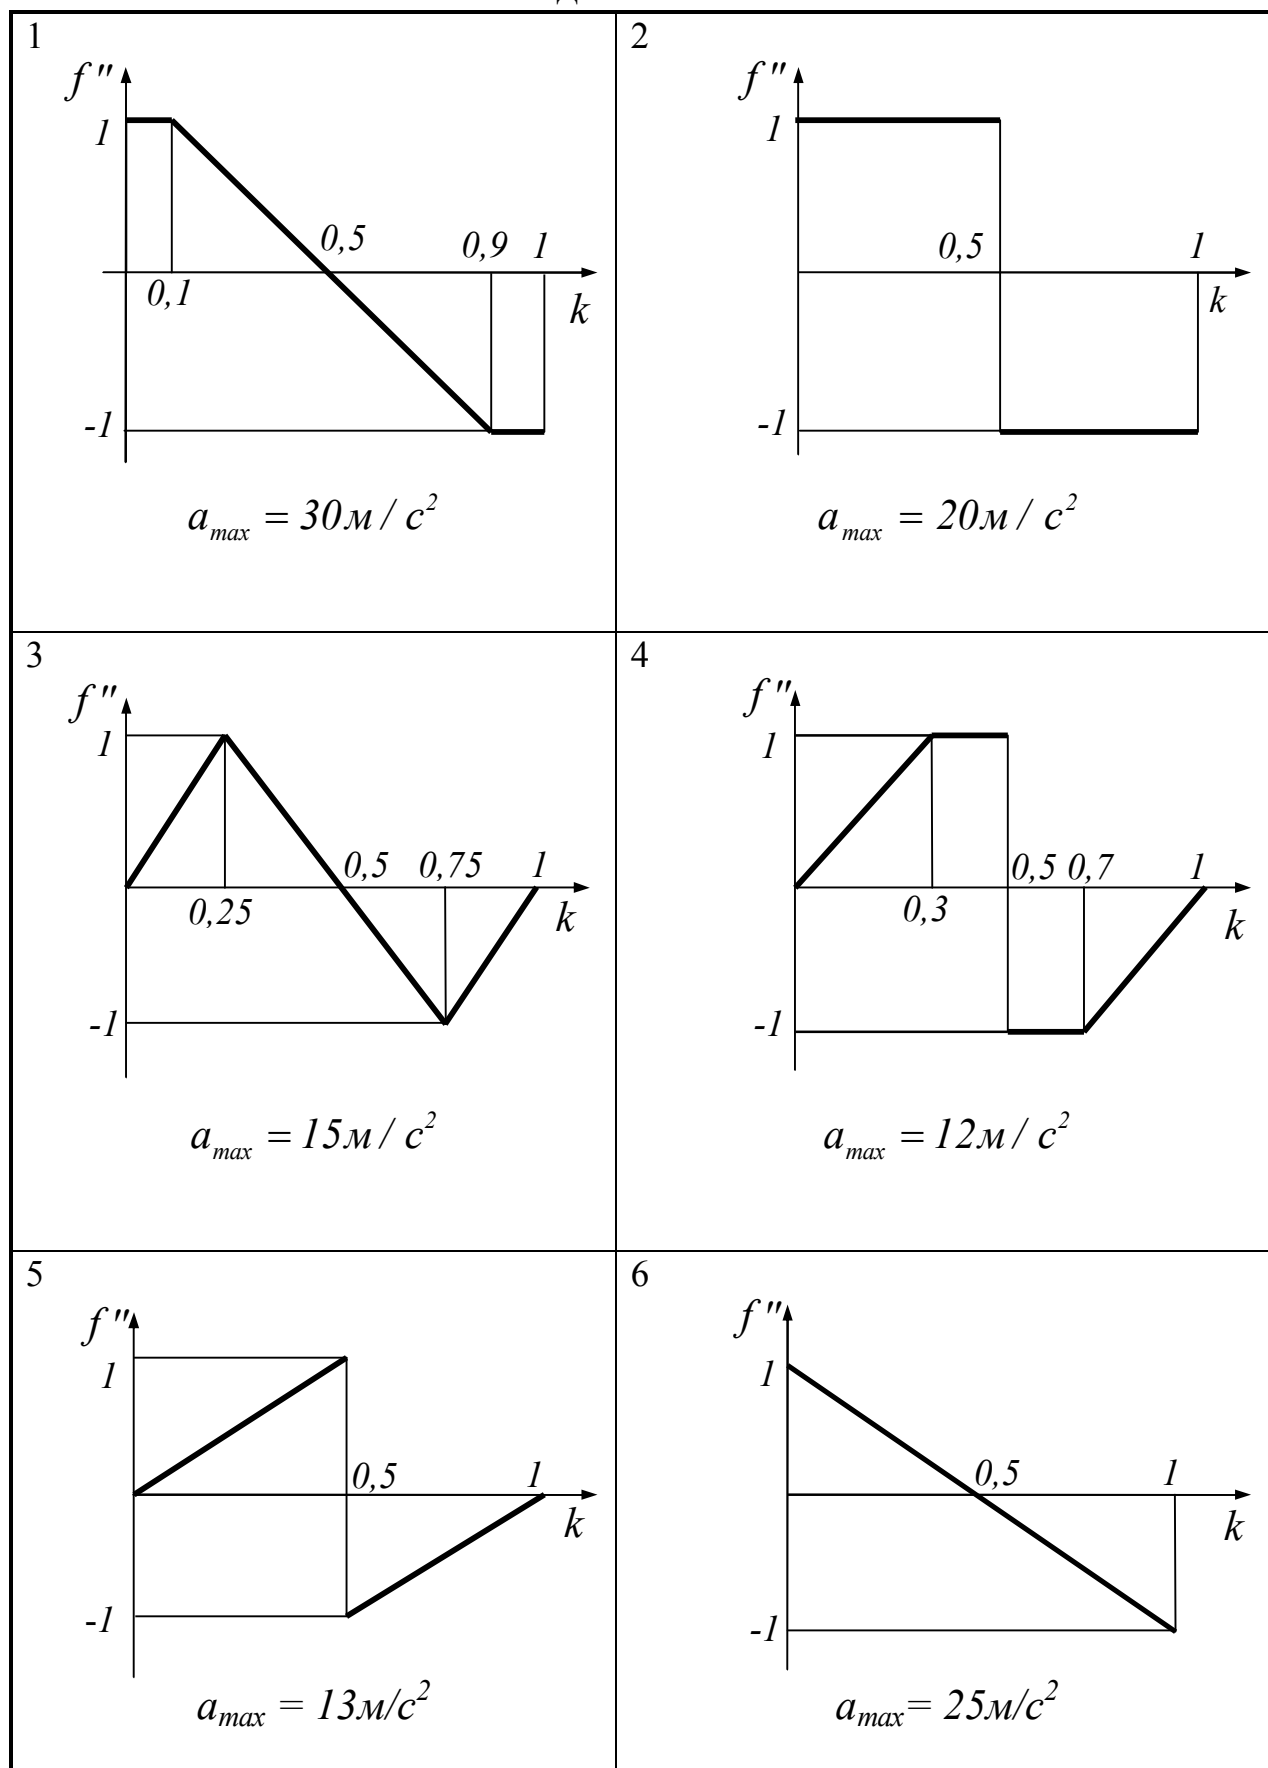 д
1
f″
1
0,5
0,9
1
0,1
k
-1
a_max = 30м / с²
2
f″
1
0,5
1
k
-1
a_max = 20м / с²
3
f″
1
0,5
0,75
1
0,25
k
-1
a_max = 15м / с²
4
f″
1
0,5
0,7
1
0,3
k
-1
a_max = 12м / с²
5
f″
1
0,5
1
k
-1
a_max = 13м/с²
6
f″
1
0,5
1
k
-1
a_max= 25м/с²